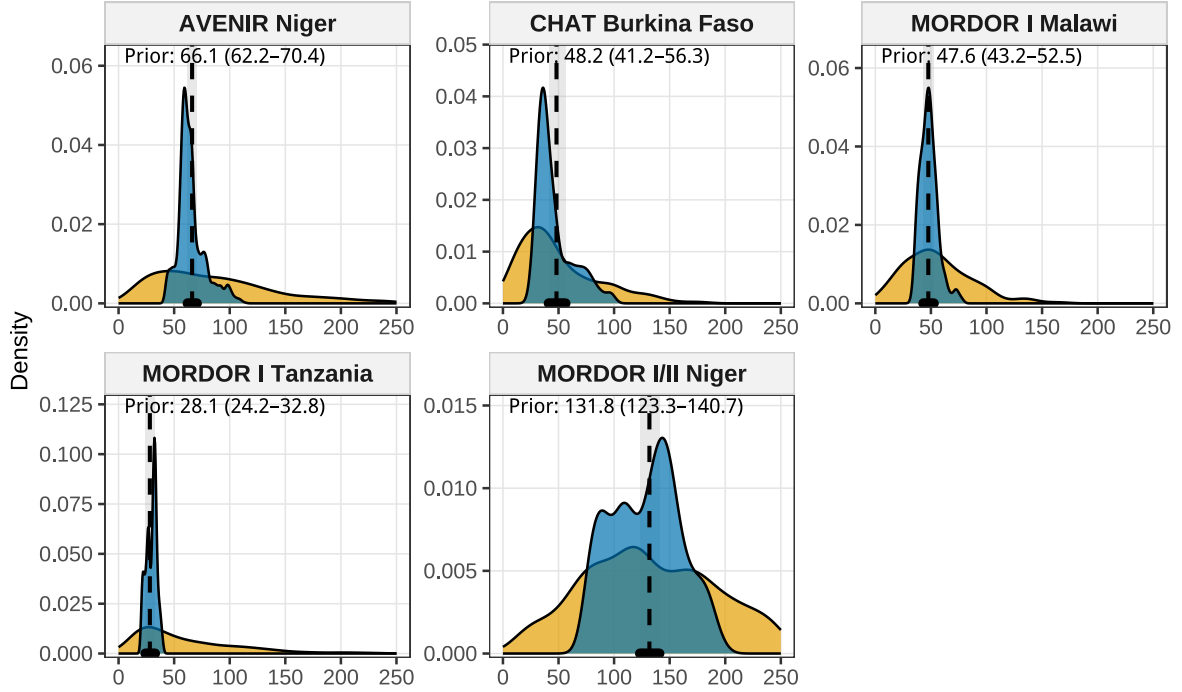 AVENIR Niger
CHAT Burkina Faso
MORDOR I Malawi
Prior: 66.1 (62.2–70.4)
Prior: 48.2 (41.2–56.3)
Prior: 47.6 (43.2–52.5)
0.06
0.04
0.02
0.00
0.05
0.04
0.03
0.02
0.01
0.00
0.06
0.04
0.02
0.00
0 50 100 150 200 250
0 50 100 150 200 250
0 50 100 150 200 250
Density
MORDOR I Tanzania
MORDOR I/II Niger
Prior: 28.1 (24.2–32.8)
Prior: 131.8 (123.3–140.7)
0.125
0.100
0.075
0.050
0.025
0.000
0.015
0.010
0.005
0.000
0 50 100 150 200 250
0 50 100 150 200 250